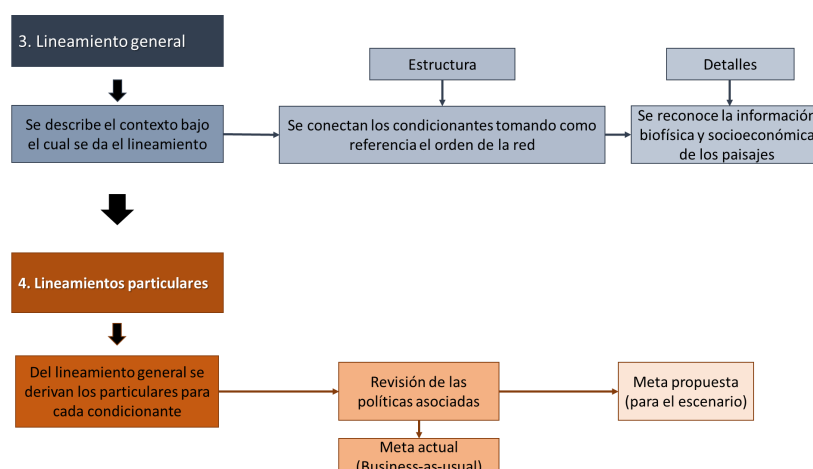 3. Lineamiento general
Estructura
Detalles
Se describe el contexto bajo
el cual se da el lineamiento
Se conectan los condicionantes tomando como
referencia el orden de la red
Se reconoce la información
biofísica y socioeconómica
de los paisajes
4. Lineamientos particulares
Del lineamiento general se
derivan los particulares para
cada condicionante
Revisión de las
políticas asociadas
Meta propuesta
(para el escenario)
Meta actual
(Business-as-usual)